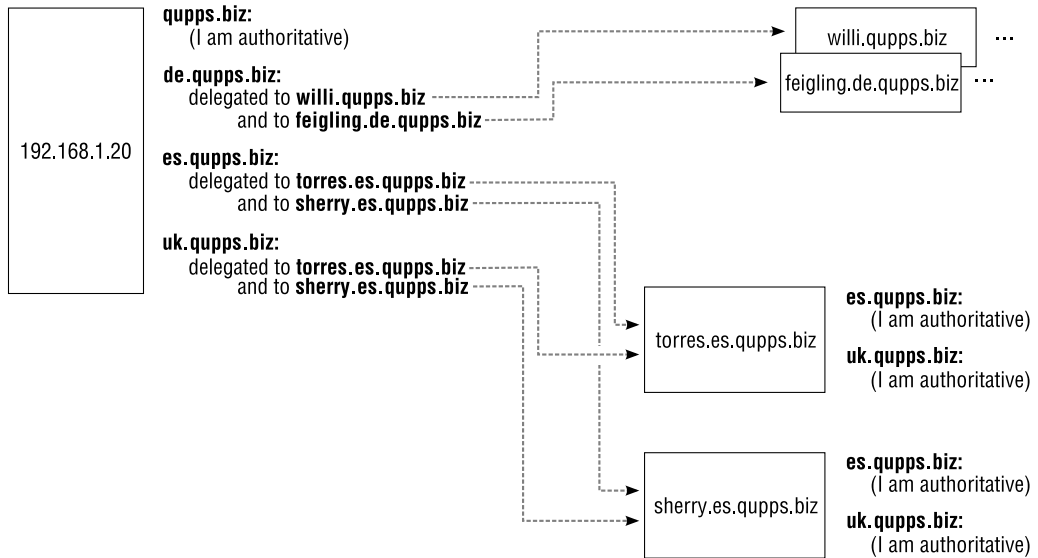 192.168.1.20
qupps.biz:
(I am authoritative)
de.qupps.biz:
delegated to willi.qupps.biz
and to feigling.de.qupps.biz
es.qupps.biz:
delegated to torres.es.qupps.biz
and to sherry.es.qupps.biz
uk.qupps.biz:
delegated to torres.es.qupps.biz
and to sherry.es.qupps.biz
willi.qupps.biz ...
feigling.de.qupps.biz ...
torres.es.qupps.biz
es.qupps.biz:
(I am authoritative)
uk.qupps.biz:
(I am authoritative)
sherry.es.qupps.biz
es.qupps.biz:
(I am authoritative)
uk.qupps.biz:
(I am authoritative)